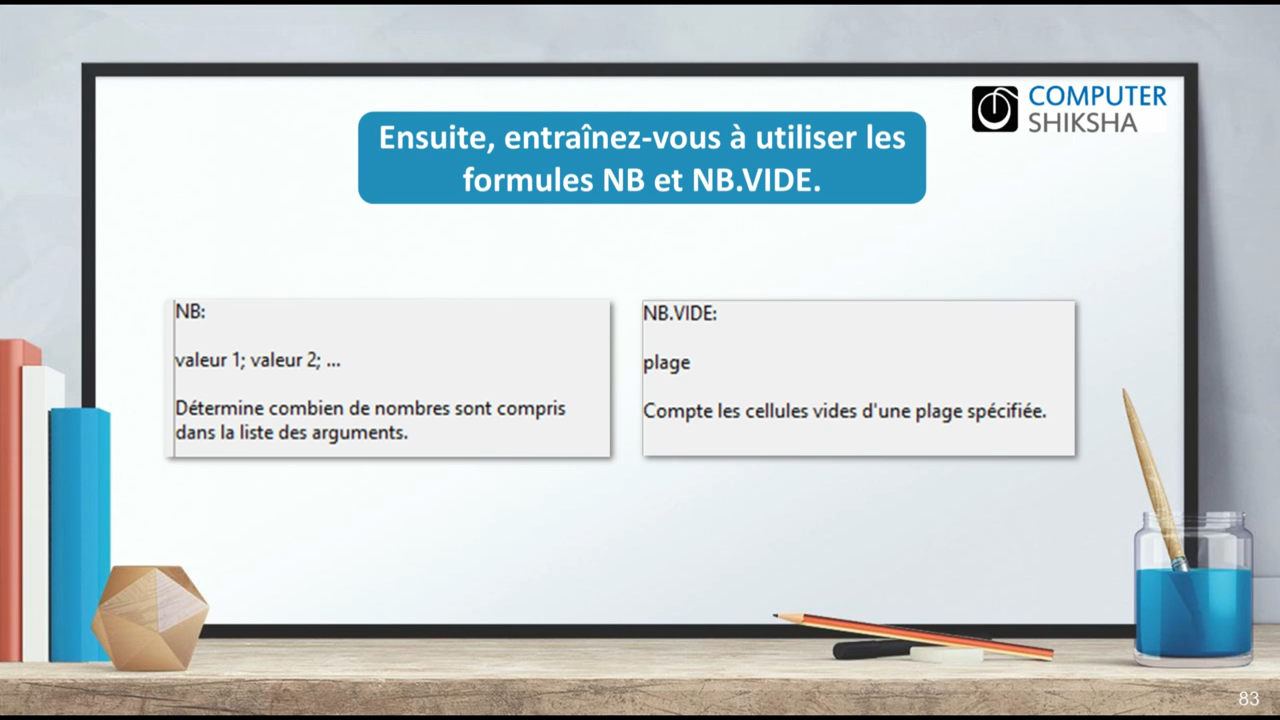 COMPUTER
SHIKSHA
Ensuite, entraînez-vous à utiliser les
formules NB et NB.VIDE.
NB:
valeur 1; valeur 2; ...
Détermine combien de nombres sont compris
dans la liste des arguments.
NB.VIDE:
plage
Compte les cellules vides d'une plage spécifiée.
83